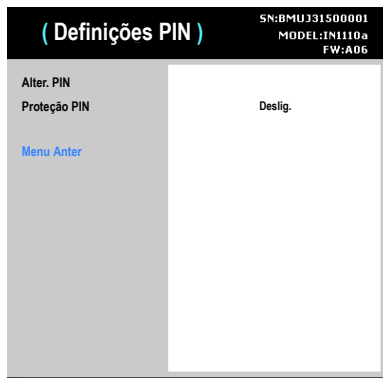 ( Definições PIN )
SN:BMUJ31500001
MODEL:IN1110a
FW:A06
Alter. PIN
Proteção PIN Deslig.
Menu Anter